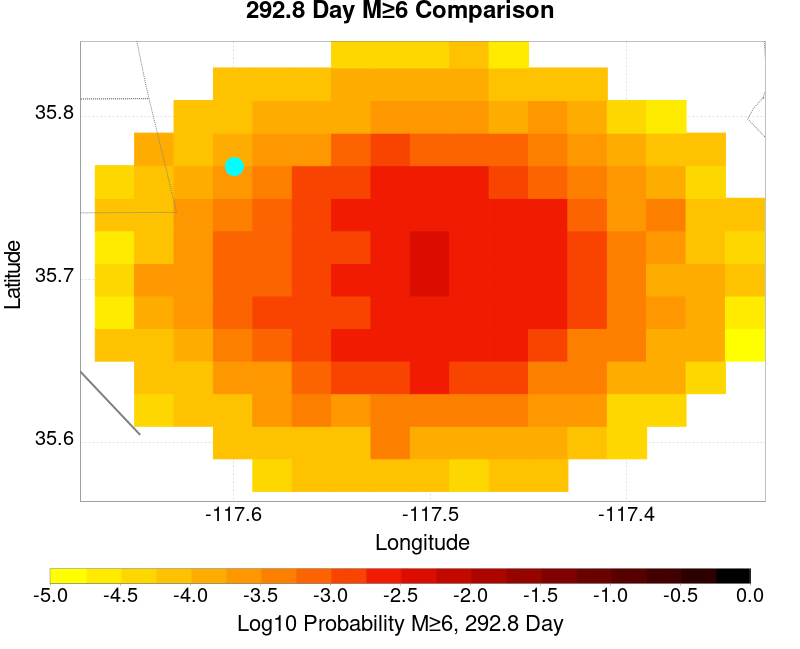 292.8 Day M≥6 Comparison
35.8
35.7
35.6
Latitude
-117.6 -117.5 -117.4
Longitude
-5.0 -4.5 -4.0 -3.5 -3.0 -2.5 -2.0 -1.5 -1.0 -0.5 0.0
Log10 Probability M≥6, 292.8 Day